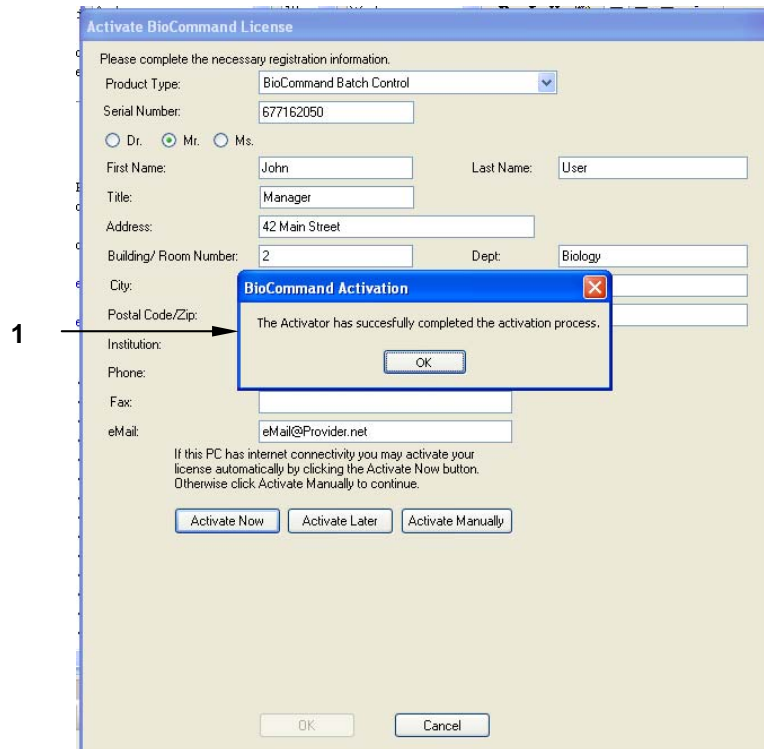 Activate BioCommand License
Please complete the necessary registration information.
Product Type: BioCommand Batch Control
Serial Number: 677162050
Dr. Mr. Ms.
First Name: John Last Name: User
Title: Manager
Address: 42 Main Street
Building/ Room Number: 2 Dept: Biology
City:
BioCommand Activation
Postal Code/Zip:
1
The Activator has succesfully completed the activation process.
Institution:
OK
Phone:
Fax:
eMail: eMail@Provider.net
If this PC has internet connectivity you may activate your
license automatically by clicking the Activate Now button.
Otherwise click Activate Manually to continue.
Activate Now Activate Later Activate Manually
OK Cancel